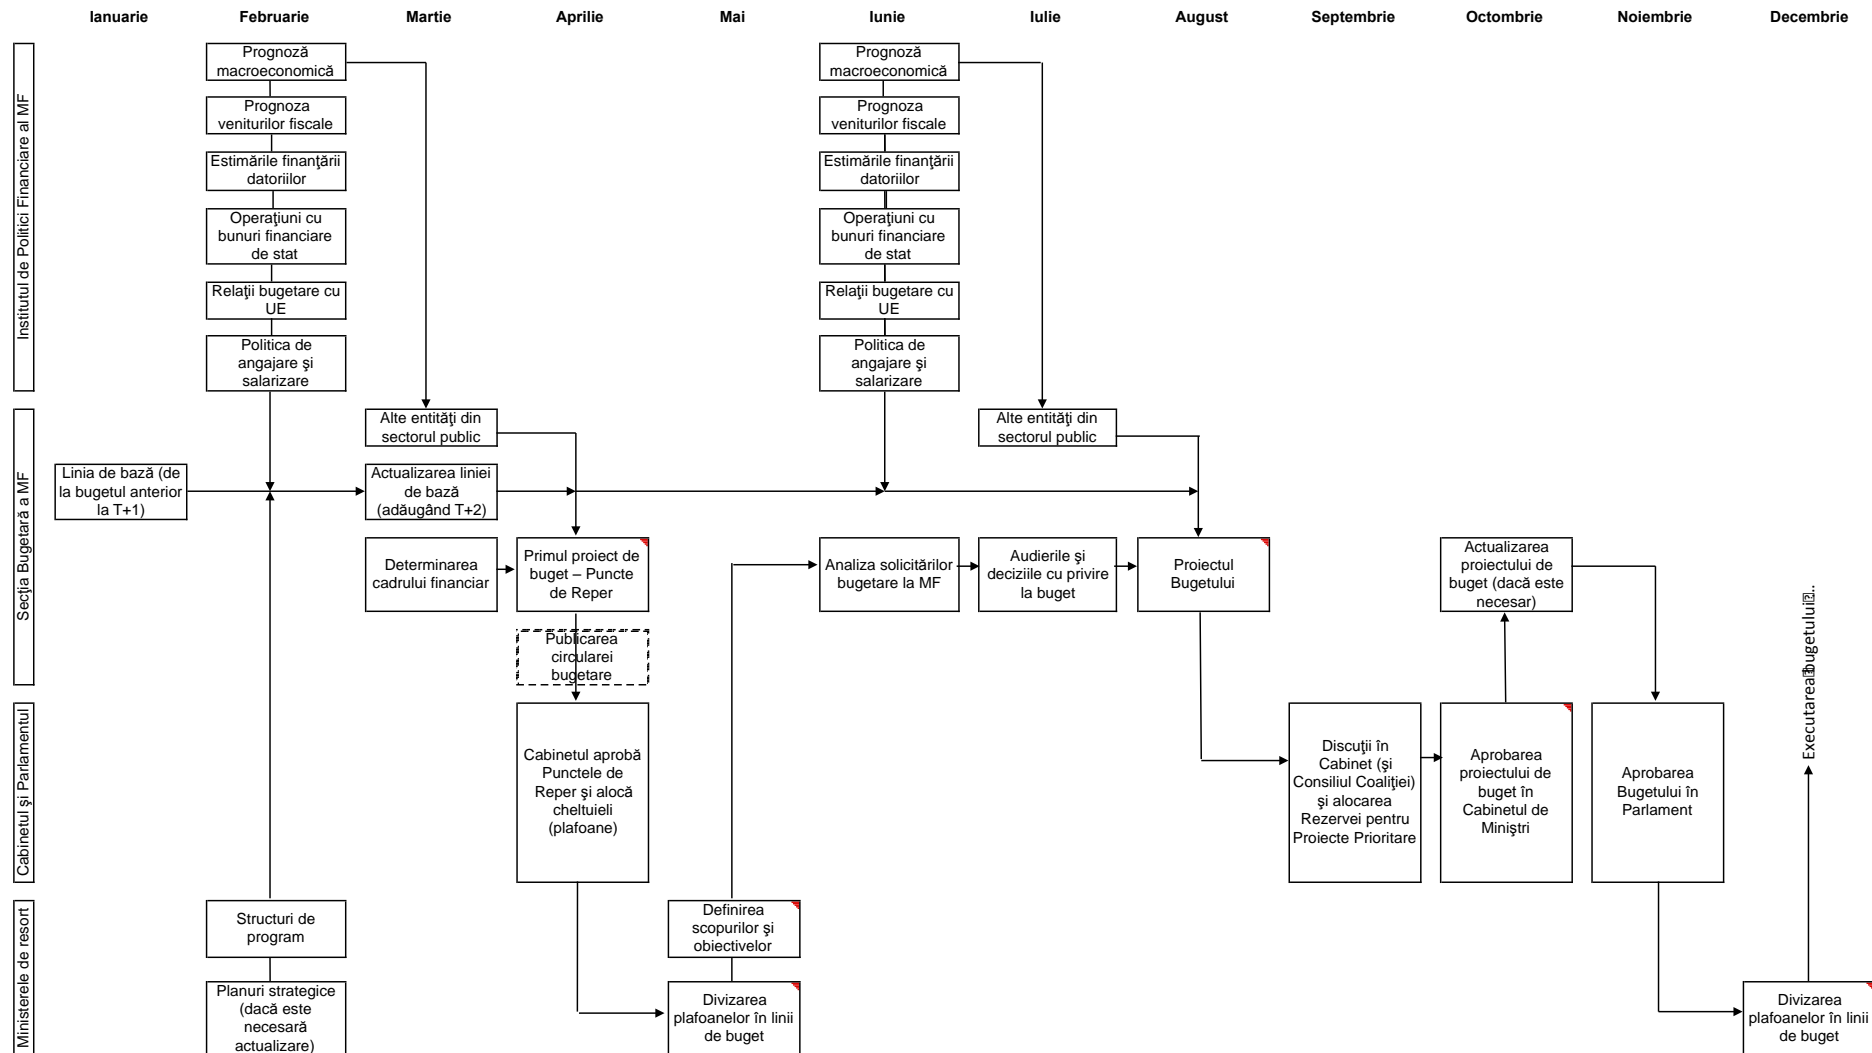 Ianuarie Februarie Martie Aprilie Mai Iunie Iulie August Septembrie Octombrie Noiembrie Decembrie
Institutul de Politici Financiare al MF
Prognoză
macroeconomică
Prognoza
veniturilor fiscale
Estimările finanţării
datoriilor
Operaţiuni cu
bunuri financiare
de stat
Relaţii bugetare cu
UE
Politica de
angajare şi
salarizare
Prognoză
macroeconomică
Prognoza
veniturilor fiscale
Estimările finanţării
datoriilor
Operaţiuni cu
bunuri financiare
de stat
Relaţii bugetare cu
UE
Politica de
angajare şi
salarizare
Secţia Bugetară a MF
Alte entităţi din
sectorul public
Alte entităţi din
sectorul public
Linia de bază (de
la bugetul anterior
la T+1)
Actualizarea liniei
de bază
(adăugând T+2)
Determinarea
cadrului financiar
Primul proiect de
buget – Puncte
de Reper
Analiza solicitărilor
bugetare la MF
Audierile şi
deciziile cu privire
la buget
Proiectul
Bugetului
Actualizarea
proiectului de
buget (dacă este
necesar)
Publicarea
circularei
bugetare
Executarea bugetului
Cabinetul şi Parlamentul
Cabinetul aprobă
Punctele de
Reper şi alocă
cheltuieli
(plafoane)
Discuţii în
Cabinet (şi
Consiliul Coaliţiei)
şi alocarea
Rezervei pentru
Proiecte Prioritare
Aprobarea
proiectului de
buget în
Cabinetul de
Miniştri
Aprobarea
Bugetului în
Parlament
Ministerele de resort
Structuri de
program
Definirea
scopurilor şi
obiectivelor
Planuri strategice
(dacă este
necesară
actualizare)
Divizarea
plafoanelor în linii
de buget
Divizarea
plafoanelor în linii
de buget